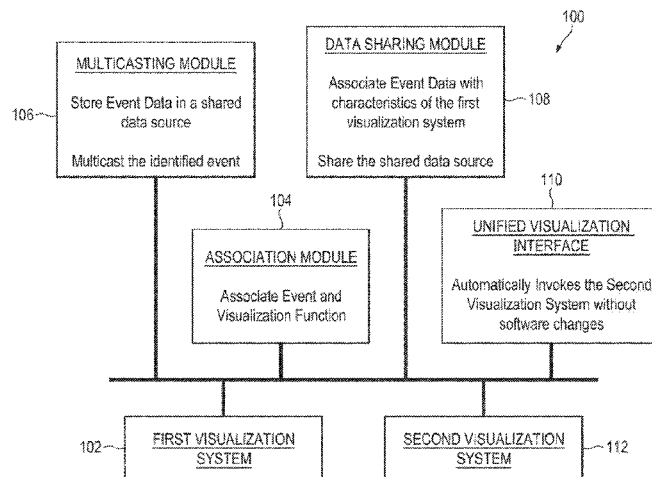 100
MULTICASTING MODULE
Store Event Data in a shared
data source
Multicast the identified event
106
DATA SHARING MODULE
Associate Event Data with
characteristics of the first
visualization system
Share the shared data source
108
104
ASSOCIATION MODULE
Associate Event and
Visualization Function
110
UNIFIED VISUALIZATION
INTERFACE
Automatically Invokes the Second
Visualization System without
software changes
102
FIRST VISUALIZATION
SYSTEM
SECOND VISUALIZATION
SYSTEM
112